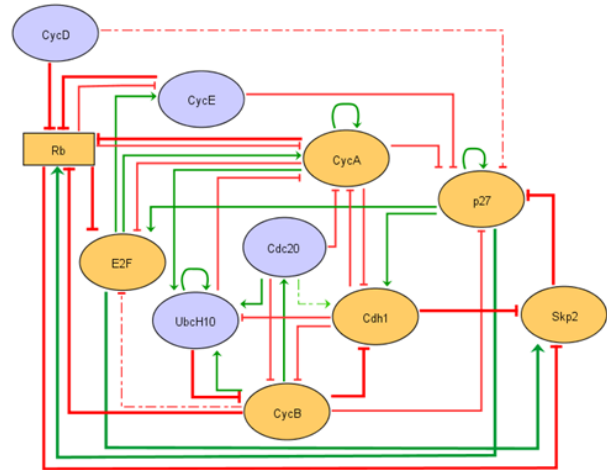 CycD
CycE
Rb
CycA
p27
Cdc20
E2F
UbcH10
Cdh1
Skp2
CycB